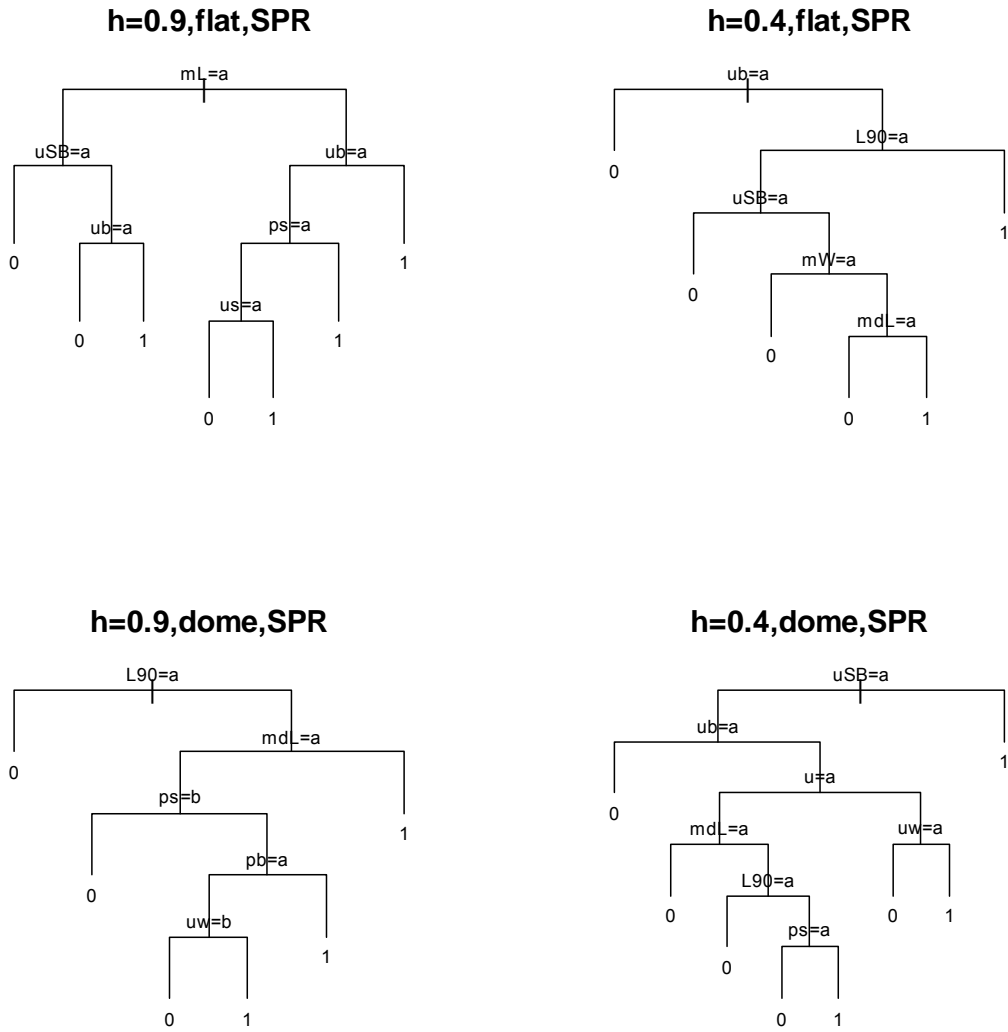 h=0.9,flat,SPR
mL=a
uSB=a
ub=a
ub=a
ps=a
0
1
us=a
0
1
1
0
1
h=0.4,flat,SPR
ub=a
L90=a
0
uSB=a
1
mW=a
0
mdL=a
0
0
1
h=0.9,dome,SPR
L90=a
mdL=a
0
ps=b
1
pb=a
0
uw=b
1
0
1
h=0.4,dome,SPR
uSB=a
ub=a
1
u=a
0
mdL=a
uw=a
L90=a
0
0
1
ps=a
0
0
1